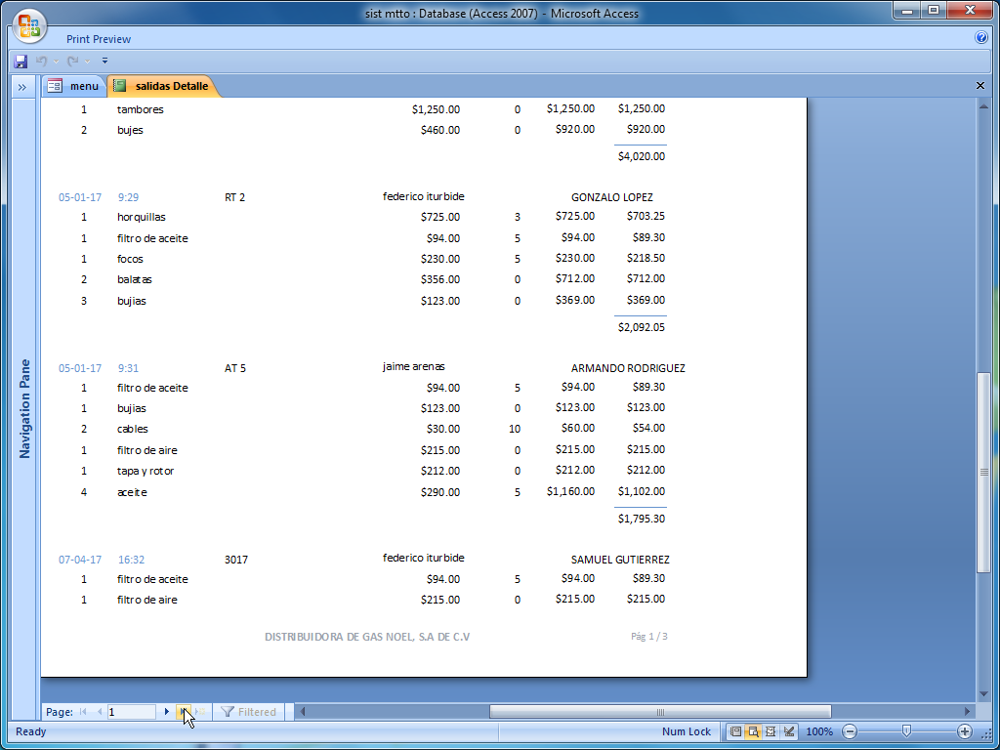 sist mtto : Database (Access 2007) - Microsoft Access
Print Preview
menu
salidas Detalle
1 tambores $1,250.00 0 $1,250.00 $1,250.00
2 bujes $460.00 0 $920.00 $920.00
$4,020.00
05-01-17 9:29 RT 2 federico iturbide GONZALO LOPEZ
1 horquillas $725.00 3 $725.00 $703.25
1 filtro de aceite $94.00 5 $94.00 $89.30
1 focos $230.00 5 $230.00 $218.50
2 balatas $356.00 0 $712.00 $712.00
3 bujias $123.00 0 $369.00 $369.00
$2,092.05
05-01-17 9:31 AT 5 jaime arenas ARMANDO RODRIGUEZ
1 filtro de aceite $94.00 5 $94.00 $89.30
1 bujias $123.00 0 $123.00 $123.00
2 cables $30.00 10 $60.00 $54.00
1 filtro de aire $215.00 0 $215.00 $215.00
1 tapa y rotor $212.00 0 $212.00 $212.00
4 aceite $290.00 5 $1,160.00 $1,102.00
$1,795.30
07-04-17 16:32 3017 federico iturbide SAMUEL GUTIERREZ
1 filtro de aceite $94.00 5 $94.00 $89.30
1 filtro de aire $215.00 0 $215.00 $215.00
DISTRIBUIDORA DE GAS NOEL, S.A DE C.V Pág 1 / 3
Navigation Pane
Page: 1 Filtered
Ready Num Lock 100%